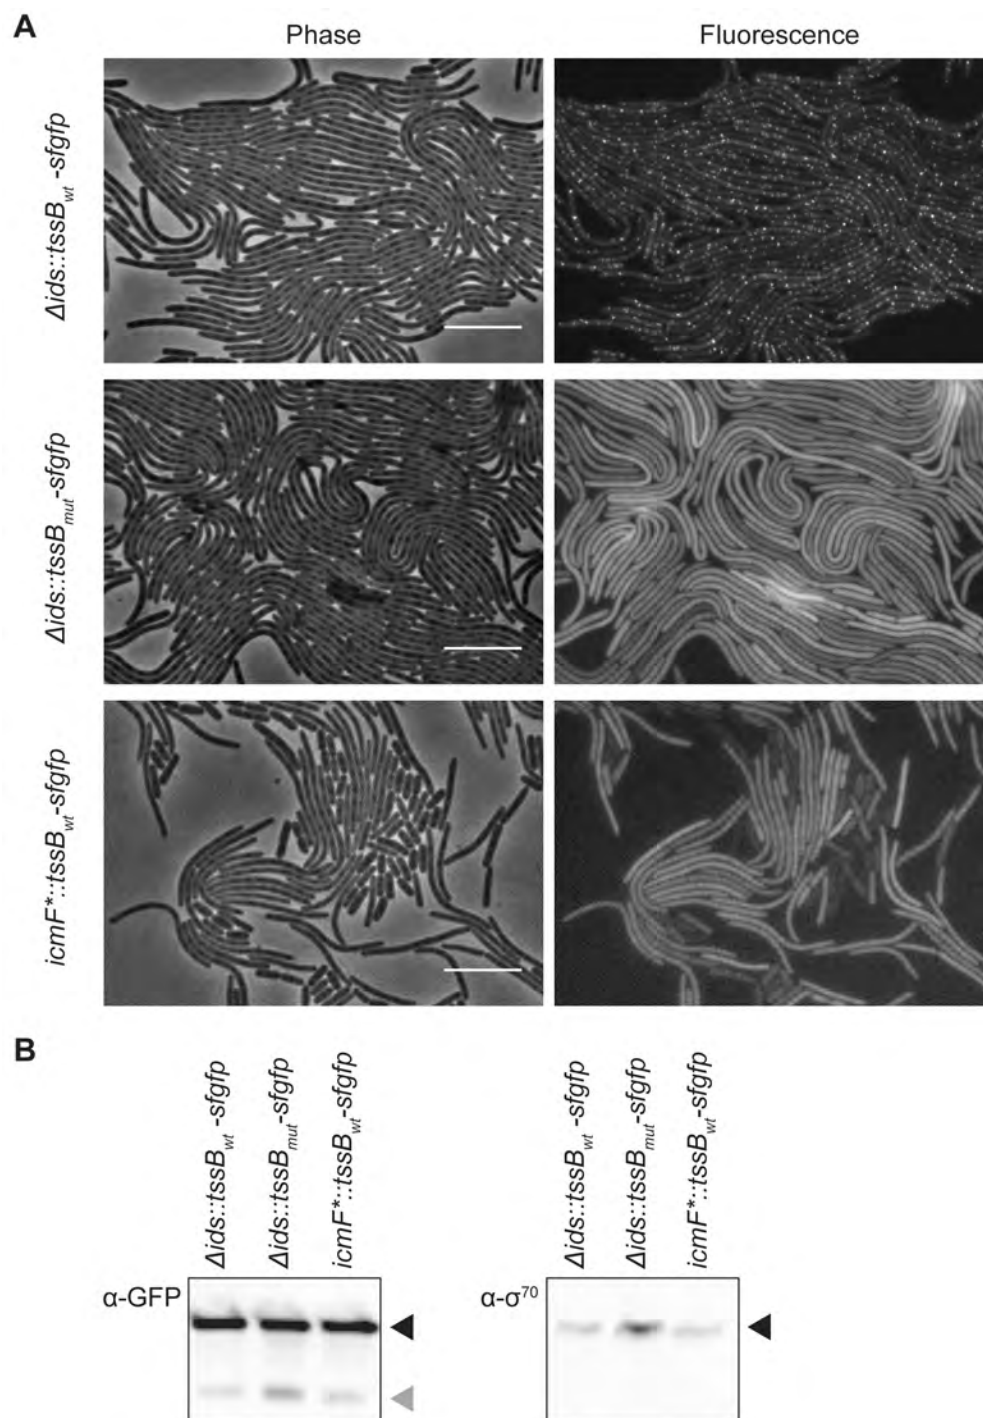 A
Phase Fluorescence
Δids::tssBwt -sfgfp
Δids::tssBmut-sfgfp
icmF*::tssBwt-sfgfp
B
Δids::tssBwt -sfgfp
Δids::tssBmut-sfgfp
icmF*::tssBwt-sfgfp
Δids::tssBwt -sfgfp
Δids::tssBmut-sfgfp
icmF*::tssBwt-sfgfp
α-GFP
α-σ⁷⁰